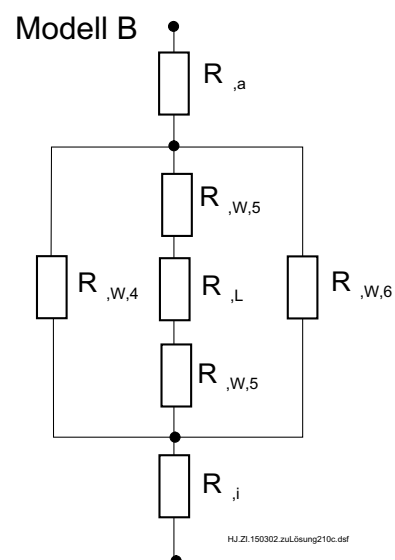 Modell B
R ,a
R ,W,5
R ,W,4
R ,L
R ,W,6
R ,W,5
R ,i
HJ.ZI.150302.zuLösung210c.dsf